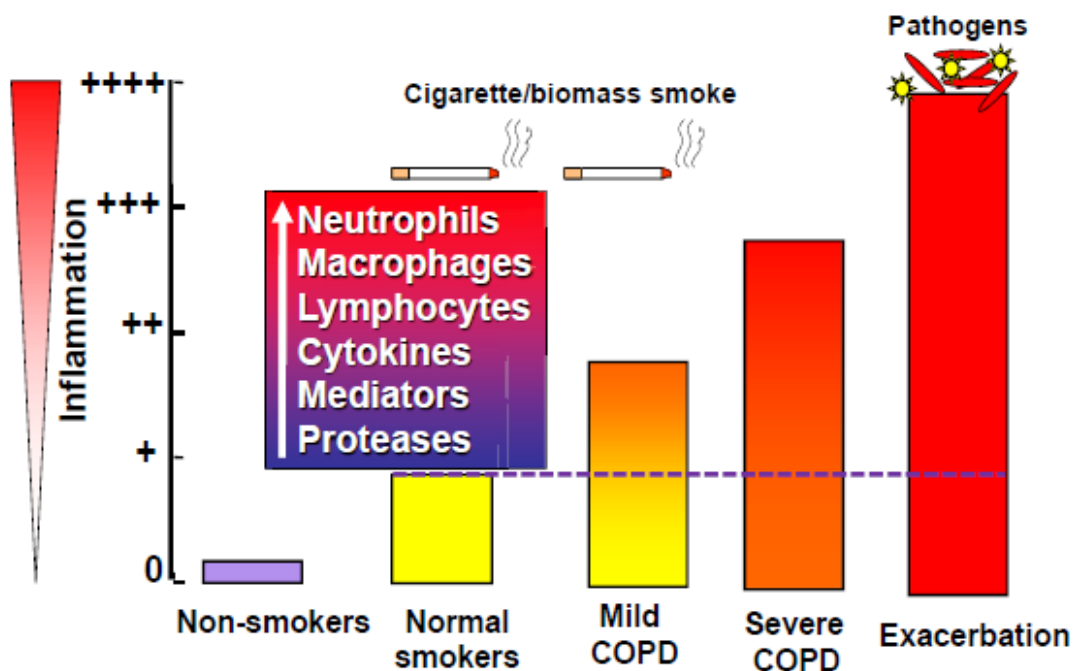 Pathogens
Cigarette/biomass smoke
Inflammation
++++
+++
++
+
0
Neutrophils
Macrophages
Lymphocytes
Cytokines
Mediators
Proteases
Non-smokers
Normal
smokers
Mild
COPD
Severe
COPD
Exacerbation